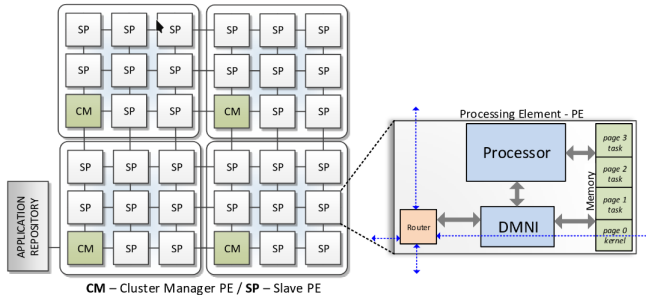 SP SP SP SP SP SP
SP SP SP SP SP SP
CM SP SP CM SP SP
SP SP SP SP SP SP
SP SP SP SP SP SP
CM SP SP CM SP SP
APPLICATION
REPOSITORY
CM – Cluster Manager PE / SP – Slave PE
Processing Element - PE
Processor
DMNI
Router
Memory
page 3
task
page 2
task
page 1
task
page 0
kernel